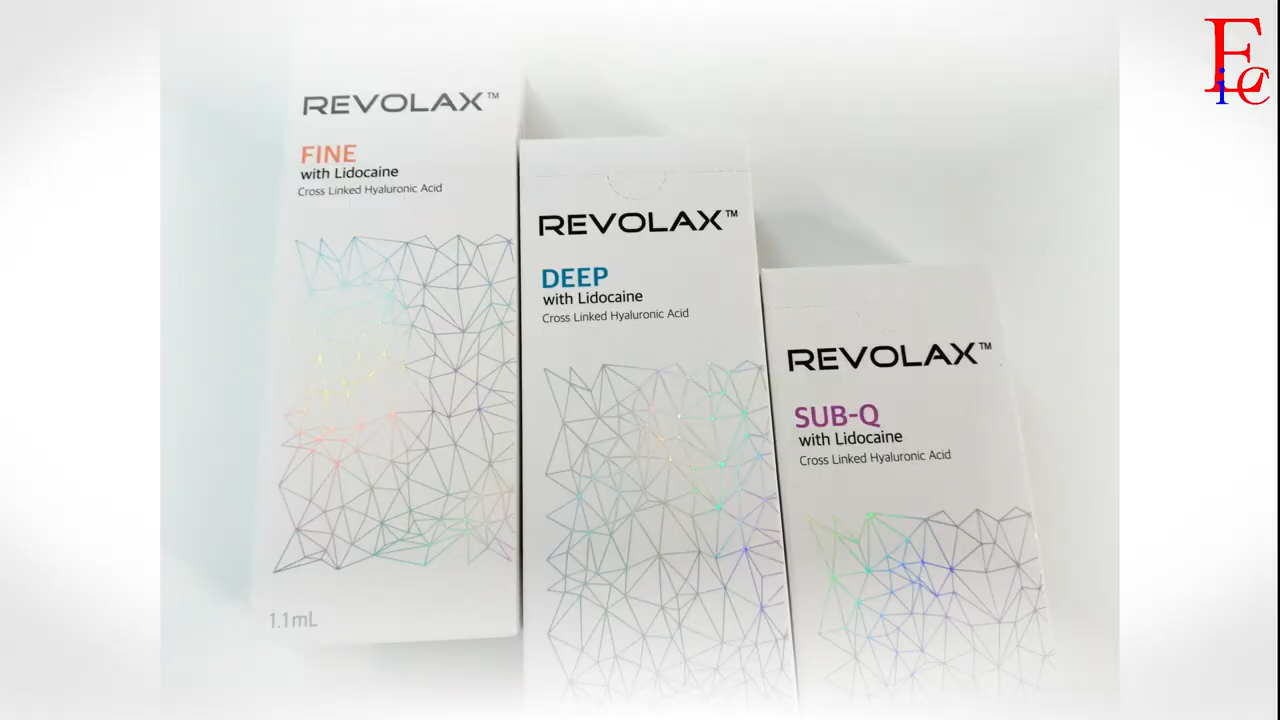 REVOLAX™
FINE
with Lidocaine
Cross Linked Hyaluronic Acid
1.1mL
REVOLAX™
DEEP
with Lidocaine
Cross Linked Hyaluronic Acid
REVOLAX™
SUB-Q
with Lidocaine
Cross Linked Hyaluronic Acid
EiC